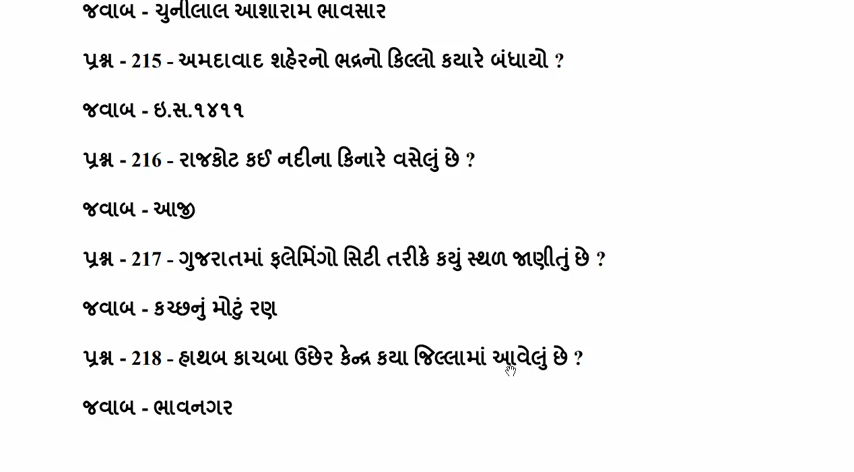 જવાબ - ચુનીલાલ આશારામ ભાવસાર
પ્રશ્ન - 215 - અમદાવાદ શહેરનો ભદ્રનો કિલ્લો કયારે બંધાયો ?
જવાબ - ઇ.સ.૧૪૧૧
પ્રશ્ન - 216 - રાજકોટ કઈ નદીના કિનારે વસેલું છે ?
જવાબ - આજી
પ્રશ્ન - 217 - ગુજરાતમાં ફલેમિંગો સિટી તરીકે કયું સ્થળ જાણીતું છે ?
જવાબ - કચ્છનું મોટું રણ
પ્રશ્ન - 218 - હાથબ કાચબા ઉછેર કેન્દ્ર કયા જિલ્લામાં આવેલું છે ?
જવાબ - ભાવનગર